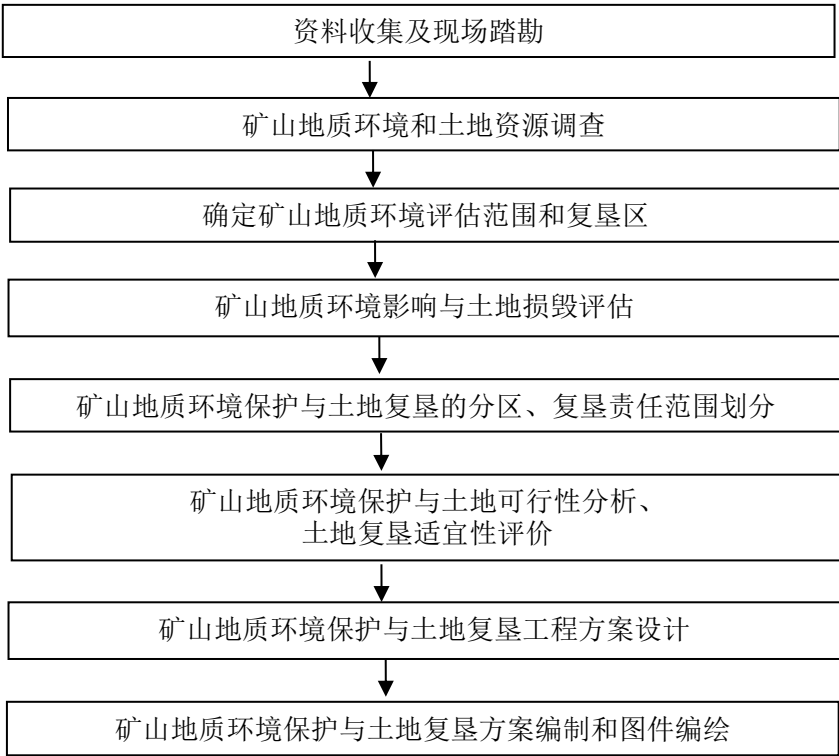 资料收集及现场踏勘
矿山地质环境和土地资源调查
确定矿山地质环境评估范围和复垦区
矿山地质环境影响与土地损毁评估
矿山地质环境保护与土地复垦的分区、复垦责任范围划分
矿山地质环境保护与土地可行性分析、
土地复垦适宜性评价
矿山地质环境保护与土地复垦工程方案设计
矿山地质环境保护与土地复垦方案编制和图件编绘